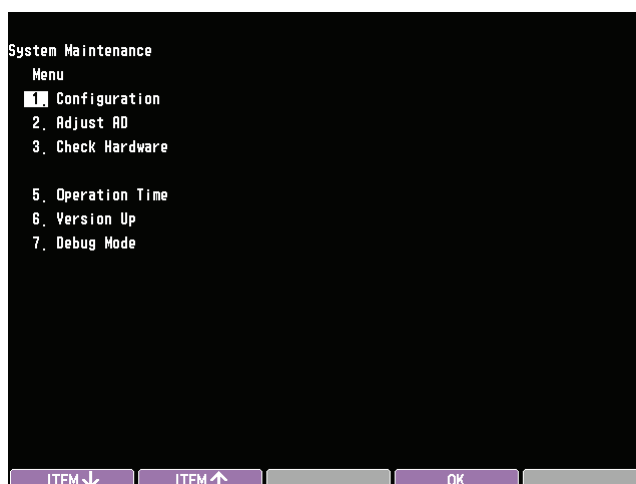 System Maintenance
Menu
1. Configuration
2. Adjust AD
3. Check Hardware
5. Operation Time
6. Version Up
7. Debug Mode
ITEM↓ ITEM↑ OK